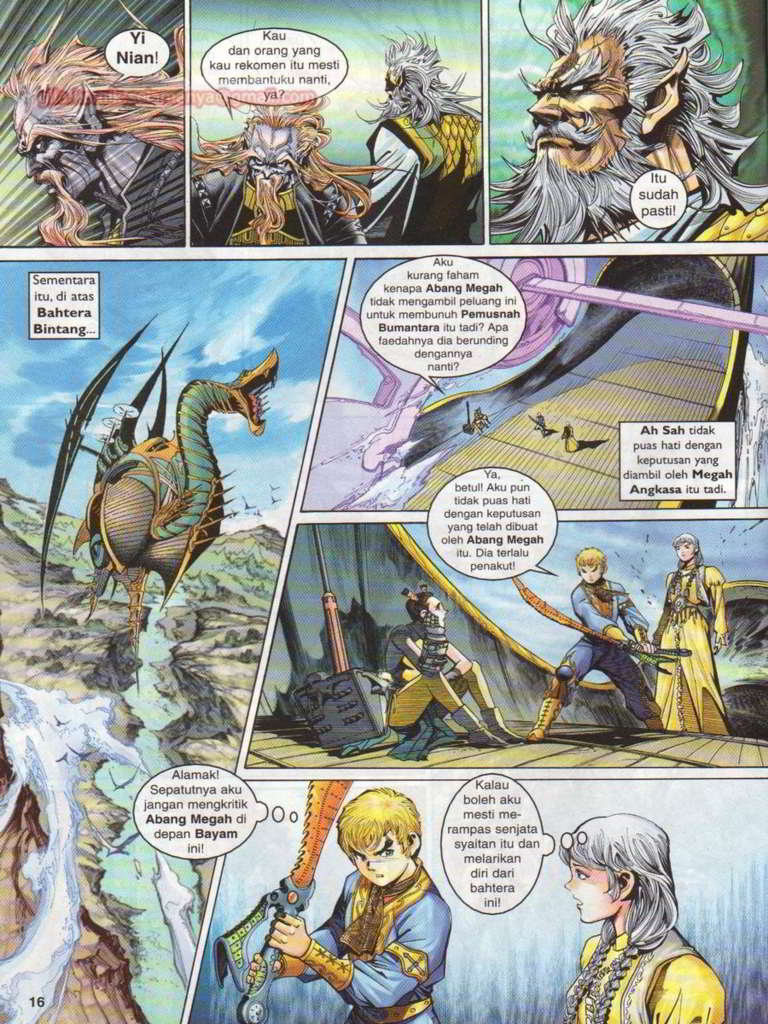 Yi
Nian!
Kau
dan orang yang
kau rekomen itu mesti
membantuku nanti,
ya?
Itu
sudah
pasti!
Sementara
itu, di atas
Bahtera
Bintang...
Aku
kurang faham
kenapa Abang Megah
tidak mengambil peluang ini
untuk membunuh Pemusnah
Bumantara itu tadi? Apa
faedahnya dia berunding
dengannya
nanti?
Ah Sah tidak
puas hati dengan
keputusan yang
diambil oleh Megah
Angkasa itu tadi.
Ya,
betul! Aku pun
tidak puas hati
dengan keputusan
yang telah dibuat
oleh Abang Megah
itu. Dia terlalu
penakut!
Alamak!
Sepatutnya aku
jangan mengkritik
Abang Megah di
depan Bayam
ini!
Kalau
boleh aku
mesti me-
rampas senjata
syaitan itu dan
melarikan
diri dari
bahtera
ini!
16